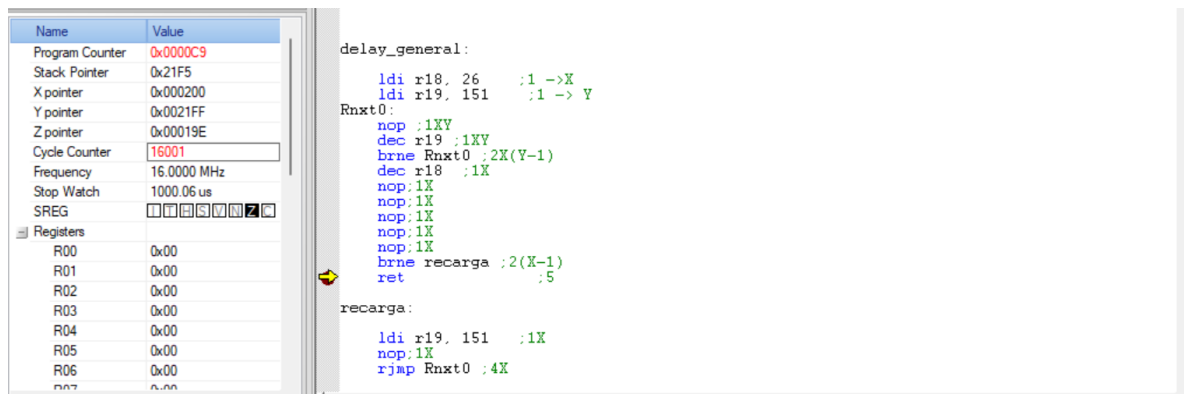 Name Value
Program Counter 0x0000C9
Stack Pointer 0x21F5
X pointer 0x000200
Y pointer 0x0021FF
Z pointer 0x00019E
Cycle Counter 16001
Frequency 16.0000 MHz
Stop Watch 1000.06 us
SREG I T H S V N Z C
Registers
R00 0x00
R01 0x00
R02 0x00
R03 0x00
R04 0x00
R05 0x00
R06 0x00
R07 0x00
delay_general:
ldi r18, 26 ;1 ->X
ldi r19, 151 ;1 -> Y
Rnxt0:
nop ;1XY
dec r19 ;1XY
brne Rnxt0 ;2X(Y-1)
dec r18 ;1X
nop;1X
nop;1X
nop;1X
nop;1X
nop;1X
brne recarga ;2(X-1)
ret ;5
recarga:
ldi r19, 151 ;1X
nop;1X
rjmp Rnxt0 ;4X